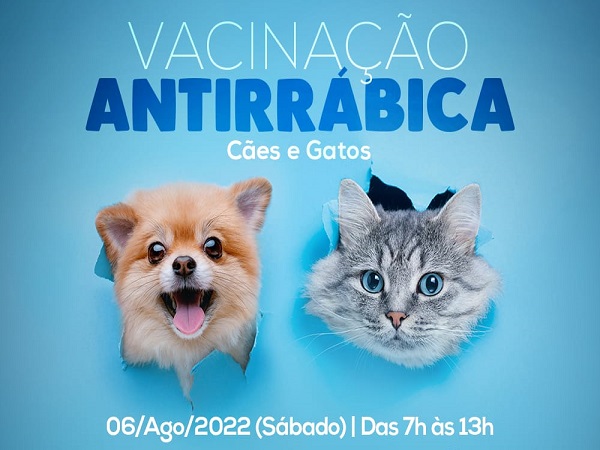 VACINAÇÃO
ANTIRRÁBICA
Cães e Gatos
06/Ago/2022 (Sábado) | Das 7h às 13h